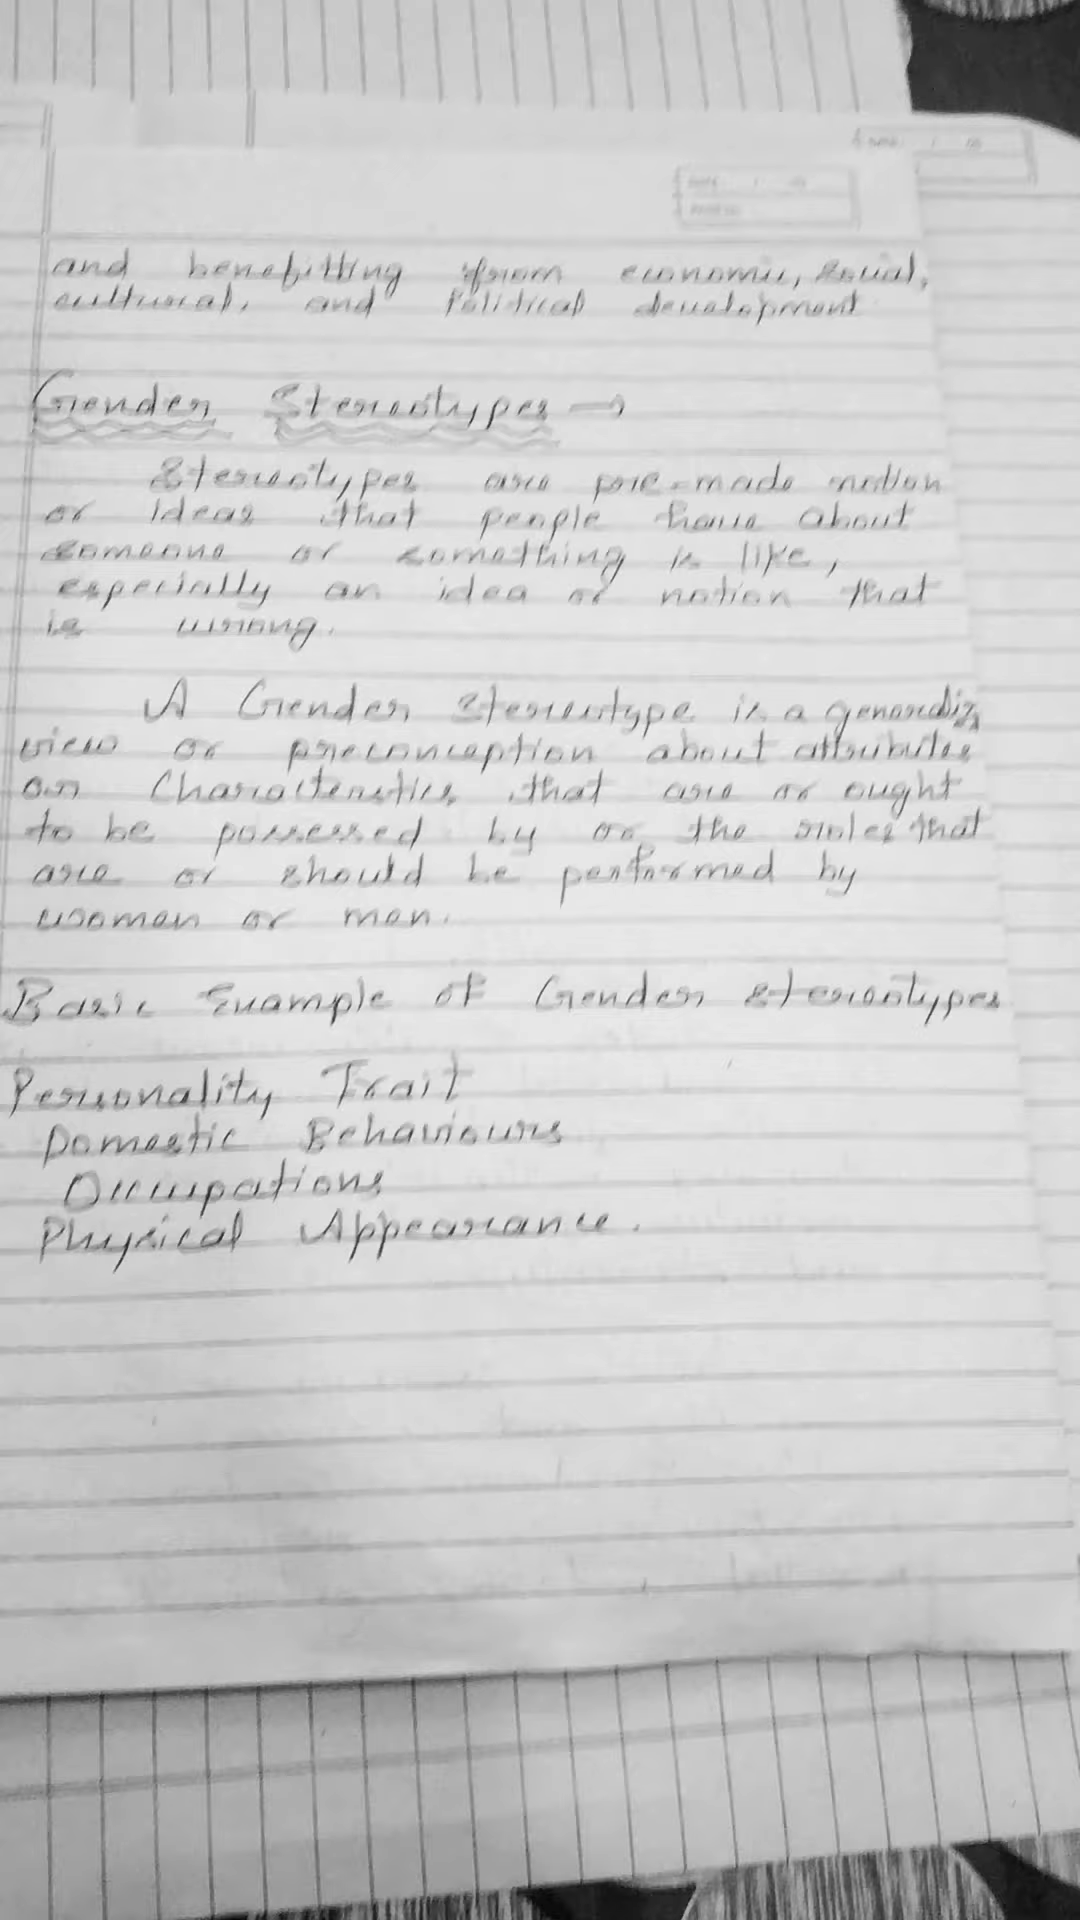 and benefitting from economic, social,
cultural, and Political development
Gender Stereotypes →
Stereotypes are pre-made notion
or ideas that people have about
someone or something is like,
especially an idea or notion that
is wrong.
A Gender Stereotype is a generaliz
view or preconception about attributes
or Characteristics that are or ought
to be possessed by or the roles that
are or should be performed by
women or men.
Basic Example of Gender Stereotypes
Personality Trait
Domestic Behaviours
Occupations
Physical Appearance.